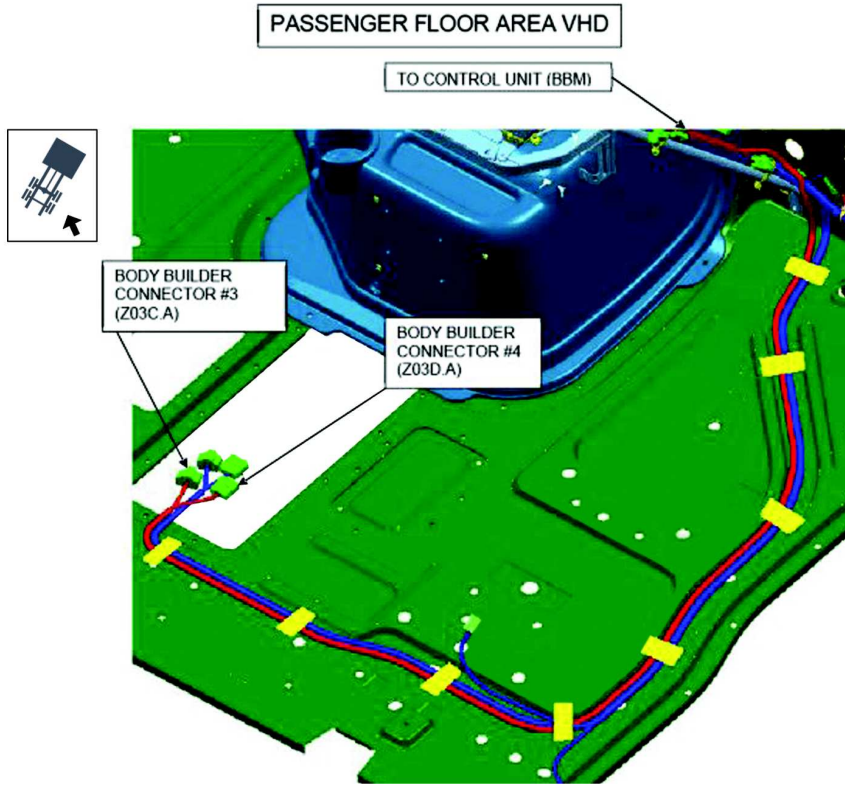 PASSENGER FLOOR AREA VHD
TO CONTROL UNIT (BBM)
BODY BUILDER
CONNECTOR #3
(Z03C.A)
BODY BUILDER
CONNECTOR #4
(Z03D.A)